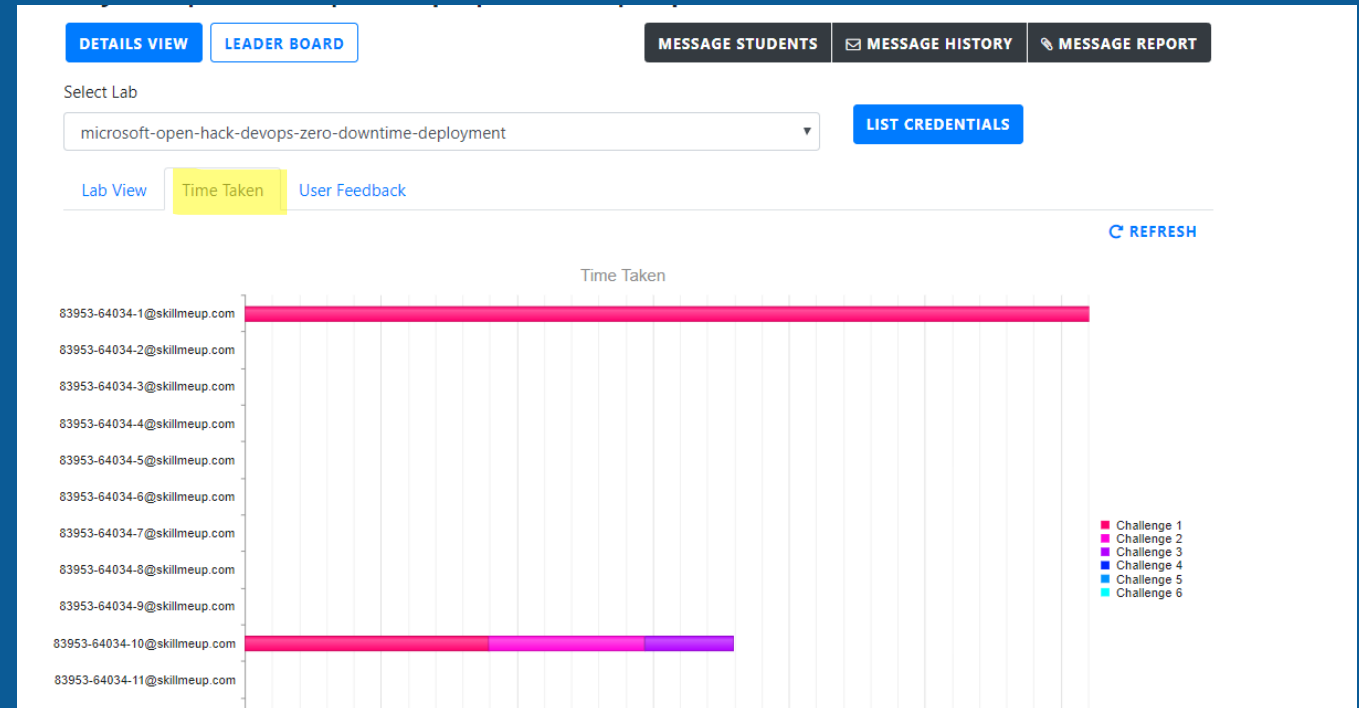 DETAILS VIEW
LEADER BOARD
MESSAGE STUDENTS
MESSAGE HISTORY
MESSAGE REPORT
Select Lab
microsoft-open-hack-devops-zero-downtime-deployment
LIST CREDENTIALS
Lab View
Time Taken
User Feedback
REFRESH
Time Taken
83953-64034-1@skillmeup.com
83953-64034-2@skillmeup.com
83953-64034-3@skillmeup.com
83953-64034-4@skillmeup.com
83953-64034-5@skillmeup.com
83953-64034-6@skillmeup.com
83953-64034-7@skillmeup.com
83953-64034-8@skillmeup.com
83953-64034-9@skillmeup.com
83953-64034-10@skillmeup.com
83953-64034-11@skillmeup.com
Challenge 1
Challenge 2
Challenge 3
Challenge 4
Challenge 5
Challenge 6